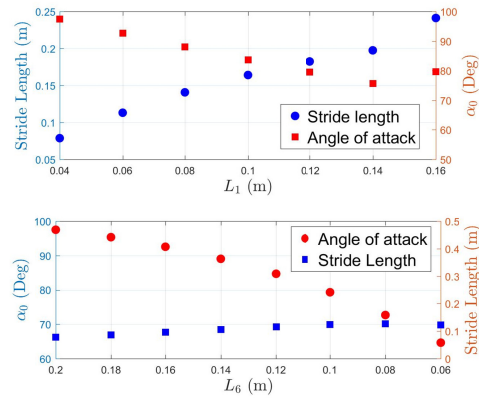 0.25 0.2 0.15 0.1 0.05
Stride Length (m)
100 90 80 70 60 50
α₀ (Deg)
Stride length
Angle of attack
0.04 0.06 0.08 0.1 0.12 0.14 0.16
L₁ (m)
100 90 80 70 60
α₀ (Deg)
0.5 0.4 0.3 0.2 0.1 0
Stride Length (m)
Angle of attack
Stride Length
0.2 0.18 0.16 0.14 0.12 0.1 0.08 0.06
L₆ (m)